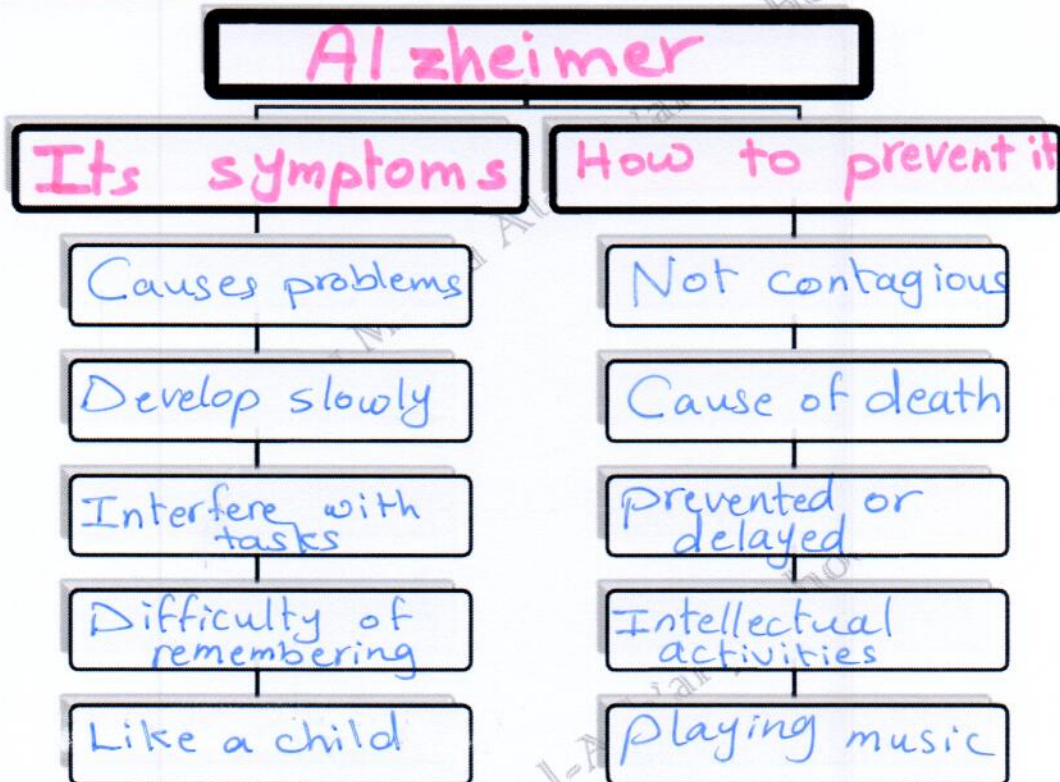 Alzheimer
Its symptoms
How to prevent it
Causes problems
Develop slowly
Interfere with
tasks
Difficulty of
remembering
Like a child
Not contagious
Cause of death
prevented or
delayed
Intellectual
activities
playing music